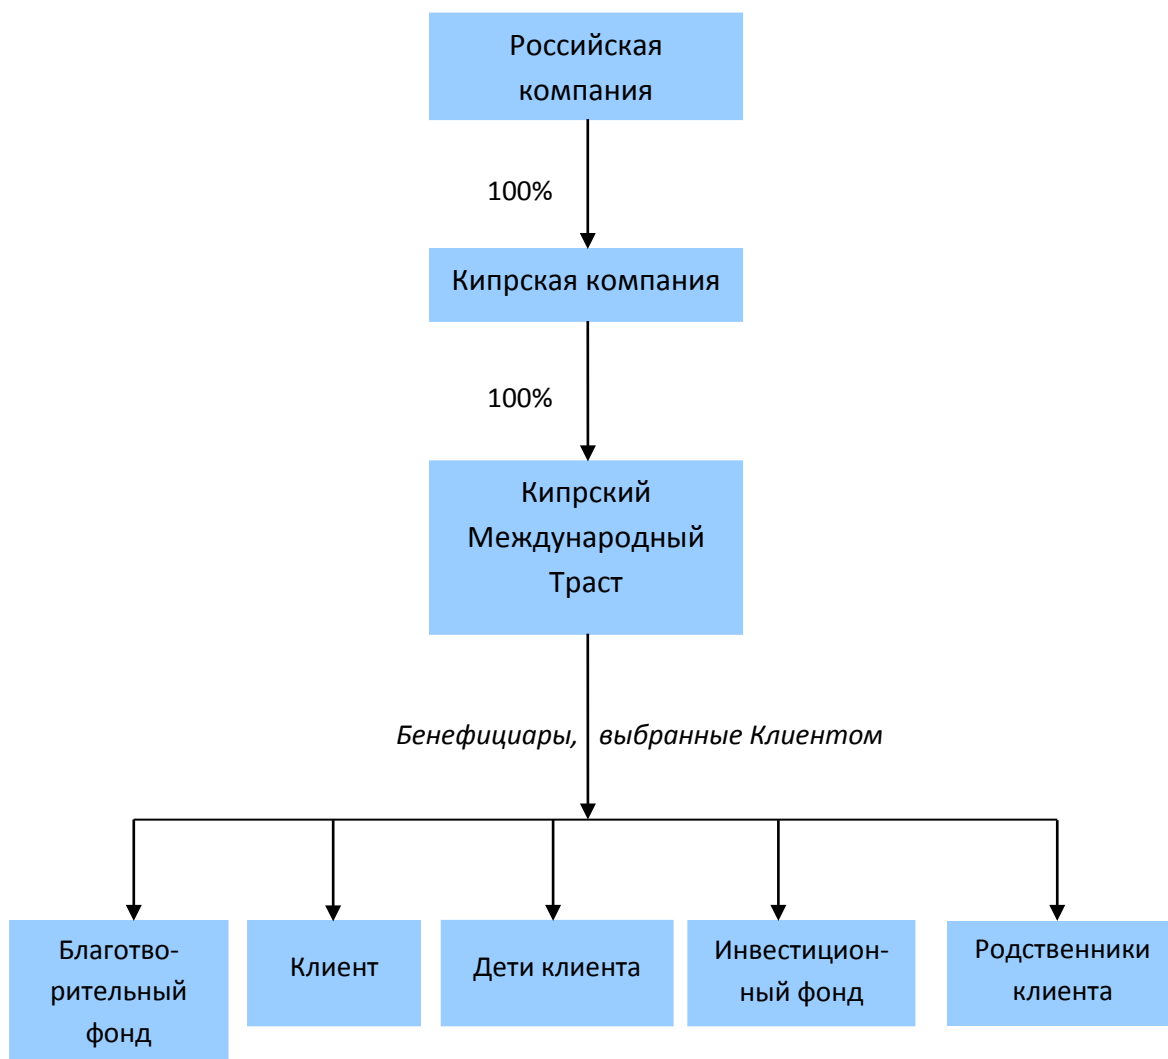 Российская
компания
100%
Кипрская компания
100%
Кипрский
Международный
Траст
Бенефициары, выбранные Клиентом
Благотво-
рительный
фонд
Клиент
Дети клиента
Инвестицион-
ный фонд
Родственники
клиента